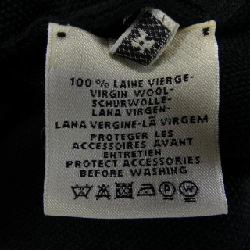 100 % LAINE VIERGE-
VIRGIN WOOL-
SCHURWOLLE-
LANA VIRGEN-
LANA VERGINE-LÃ VIRGEM
PROTEGER LES
ACCESSOIRES AVANT
ENTRETIEN
PROTECT ACCESSORIES
BEFORE WASHING